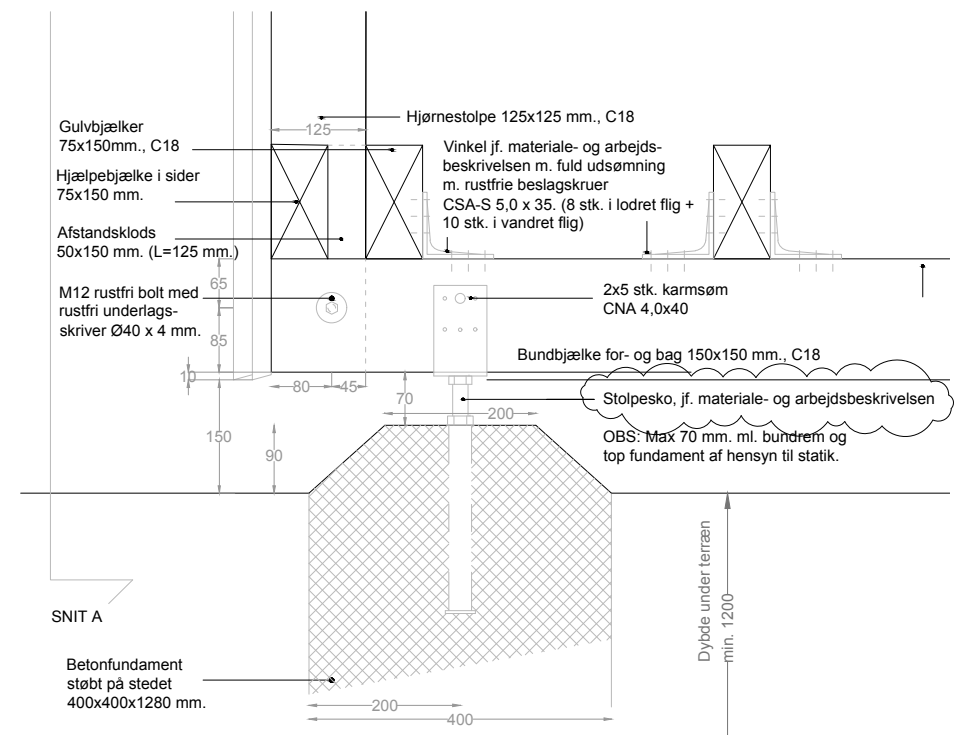 Hjørnestolpe 125x125 mm., C18
125
Gulvbjælker
75x150mm., C18
Hjælpebjælke i sider
75x150 mm.
Afstandsklods
50x150 mm. (L=125 mm.)
M12 rustfri bolt med
rustfri underlags-
skriver Ø40 x 4 mm.
Vinkel jf. materiale- og arbejds-
beskrivelsen m. fuld udsømning
m. rustfrie beslagskruer
CSA-S 5,0 x 35. (8 stk. i lodret flig +
10 stk. i vandret flig)
2x5 stk. karmsøm
CNA 4,0x40
Bundbjælke for- og bag 150x150 mm., C18
Stolpesko, jf. materiale- og arbejdsbeskrivelsen
OBS: Max 70 mm. ml. bundrem og
top fundament af hensyn til statik.
65
85
10
80
45
70
200
150
90
Dybde under terræn
min. 1200
SNIT A
Betonfundament
støbt på stedet
400x400x1280 mm.
200
400